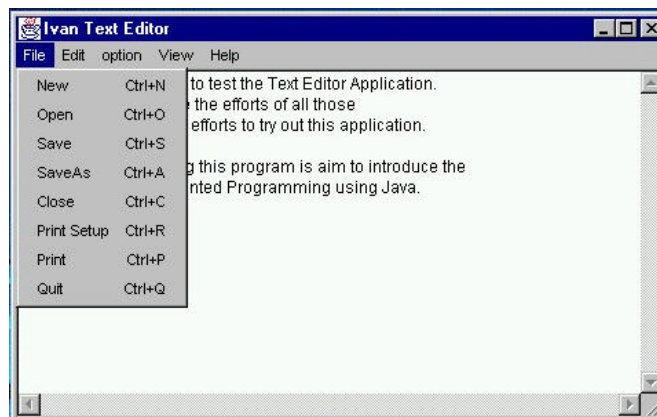 Ivan Text Editor
File Edit option View Help
New Ctrl+N
Open Ctrl+O
Save Ctrl+S
SaveAs Ctrl+A
Close Ctrl+C
Print Setup Ctrl+R
Print Ctrl+P
Quit Ctrl+Q
to test the Text Editor Application.
the efforts of all those
efforts to try out this application.
this program is aim to introduce the
Programming using Java.